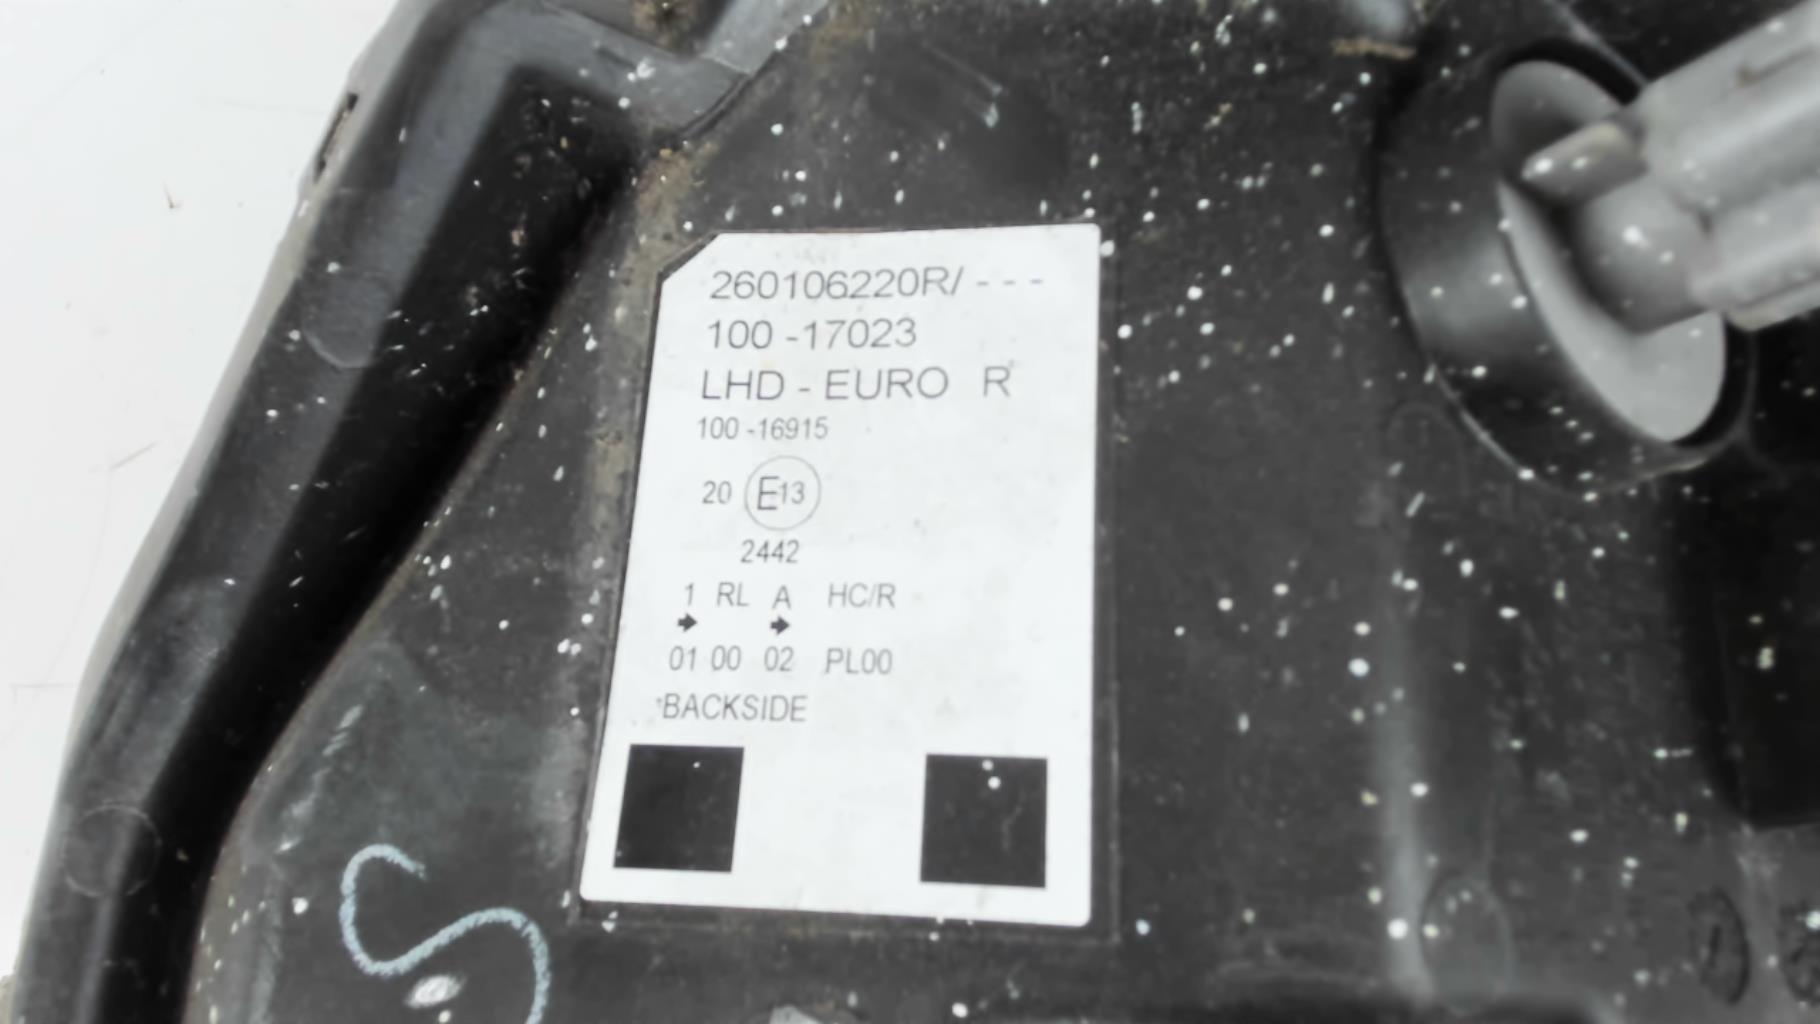 260106220R/ - - -
100 -17023
LHD - EURO R
100 -16915
20 E13
2442
1 RL A HC/R
➔ ➔
01 00 02 PL00
BACKSIDE